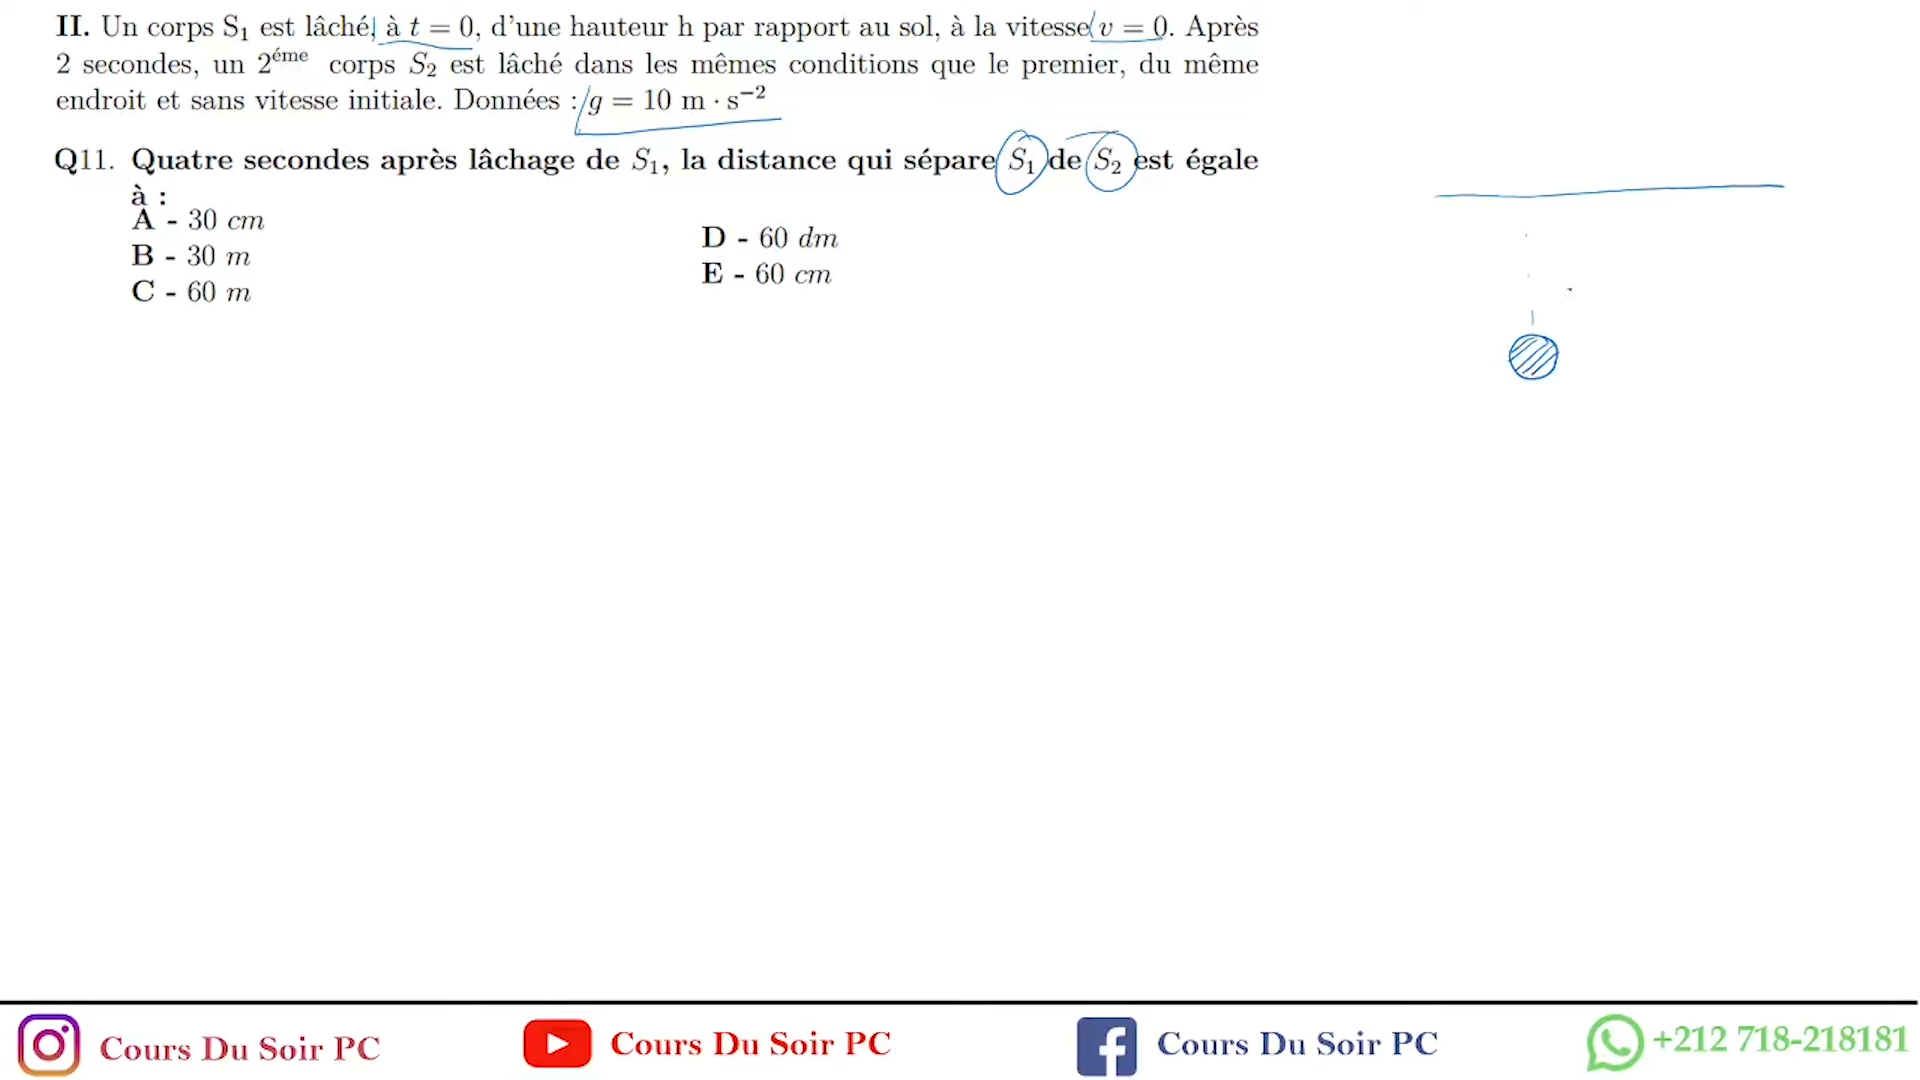 II. Un corps S₁ est lâché, à t = 0, d'une hauteur h par rapport au sol, à la vitesse v = 0. Après
2 secondes, un 2éme corps S₂ est lâché dans les mêmes conditions que le premier, du même
endroit et sans vitesse initiale. Données : g = 10 m · s⁻²
Q11. Quatre secondes après lâchage de S₁, la distance qui sépare S₁ de S₂ est égale
à :
A - 30 cm
B - 30 m
C - 60 m
D - 60 dm
E - 60 cm
Cours Du Soir PC
Cours Du Soir PC
Cours Du Soir PC
+212 718-218181